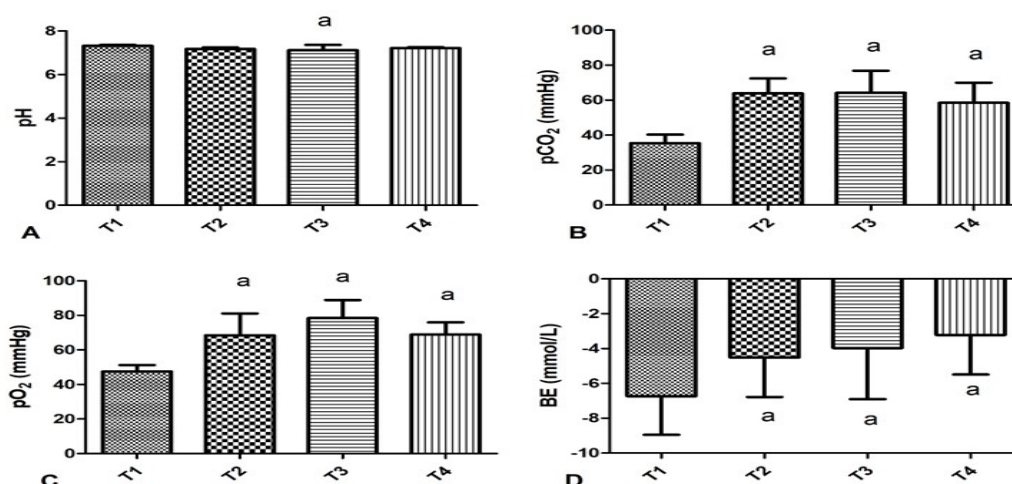 8
6
4
2
0
pH
a
T1
T2
T3
T4
A
100
80
60
40
20
0
pCO₂ (mmHg)
a
a
a
T1
T2
T3
T4
B
100
80
60
40
20
0
pO₂ (mmHg)
a
a
a
T1
T2
T3
T4
C
0
-2
-4
-6
-8
-10
BE (mmol/L)
a
a
a
T1
T2
T3
T4
D